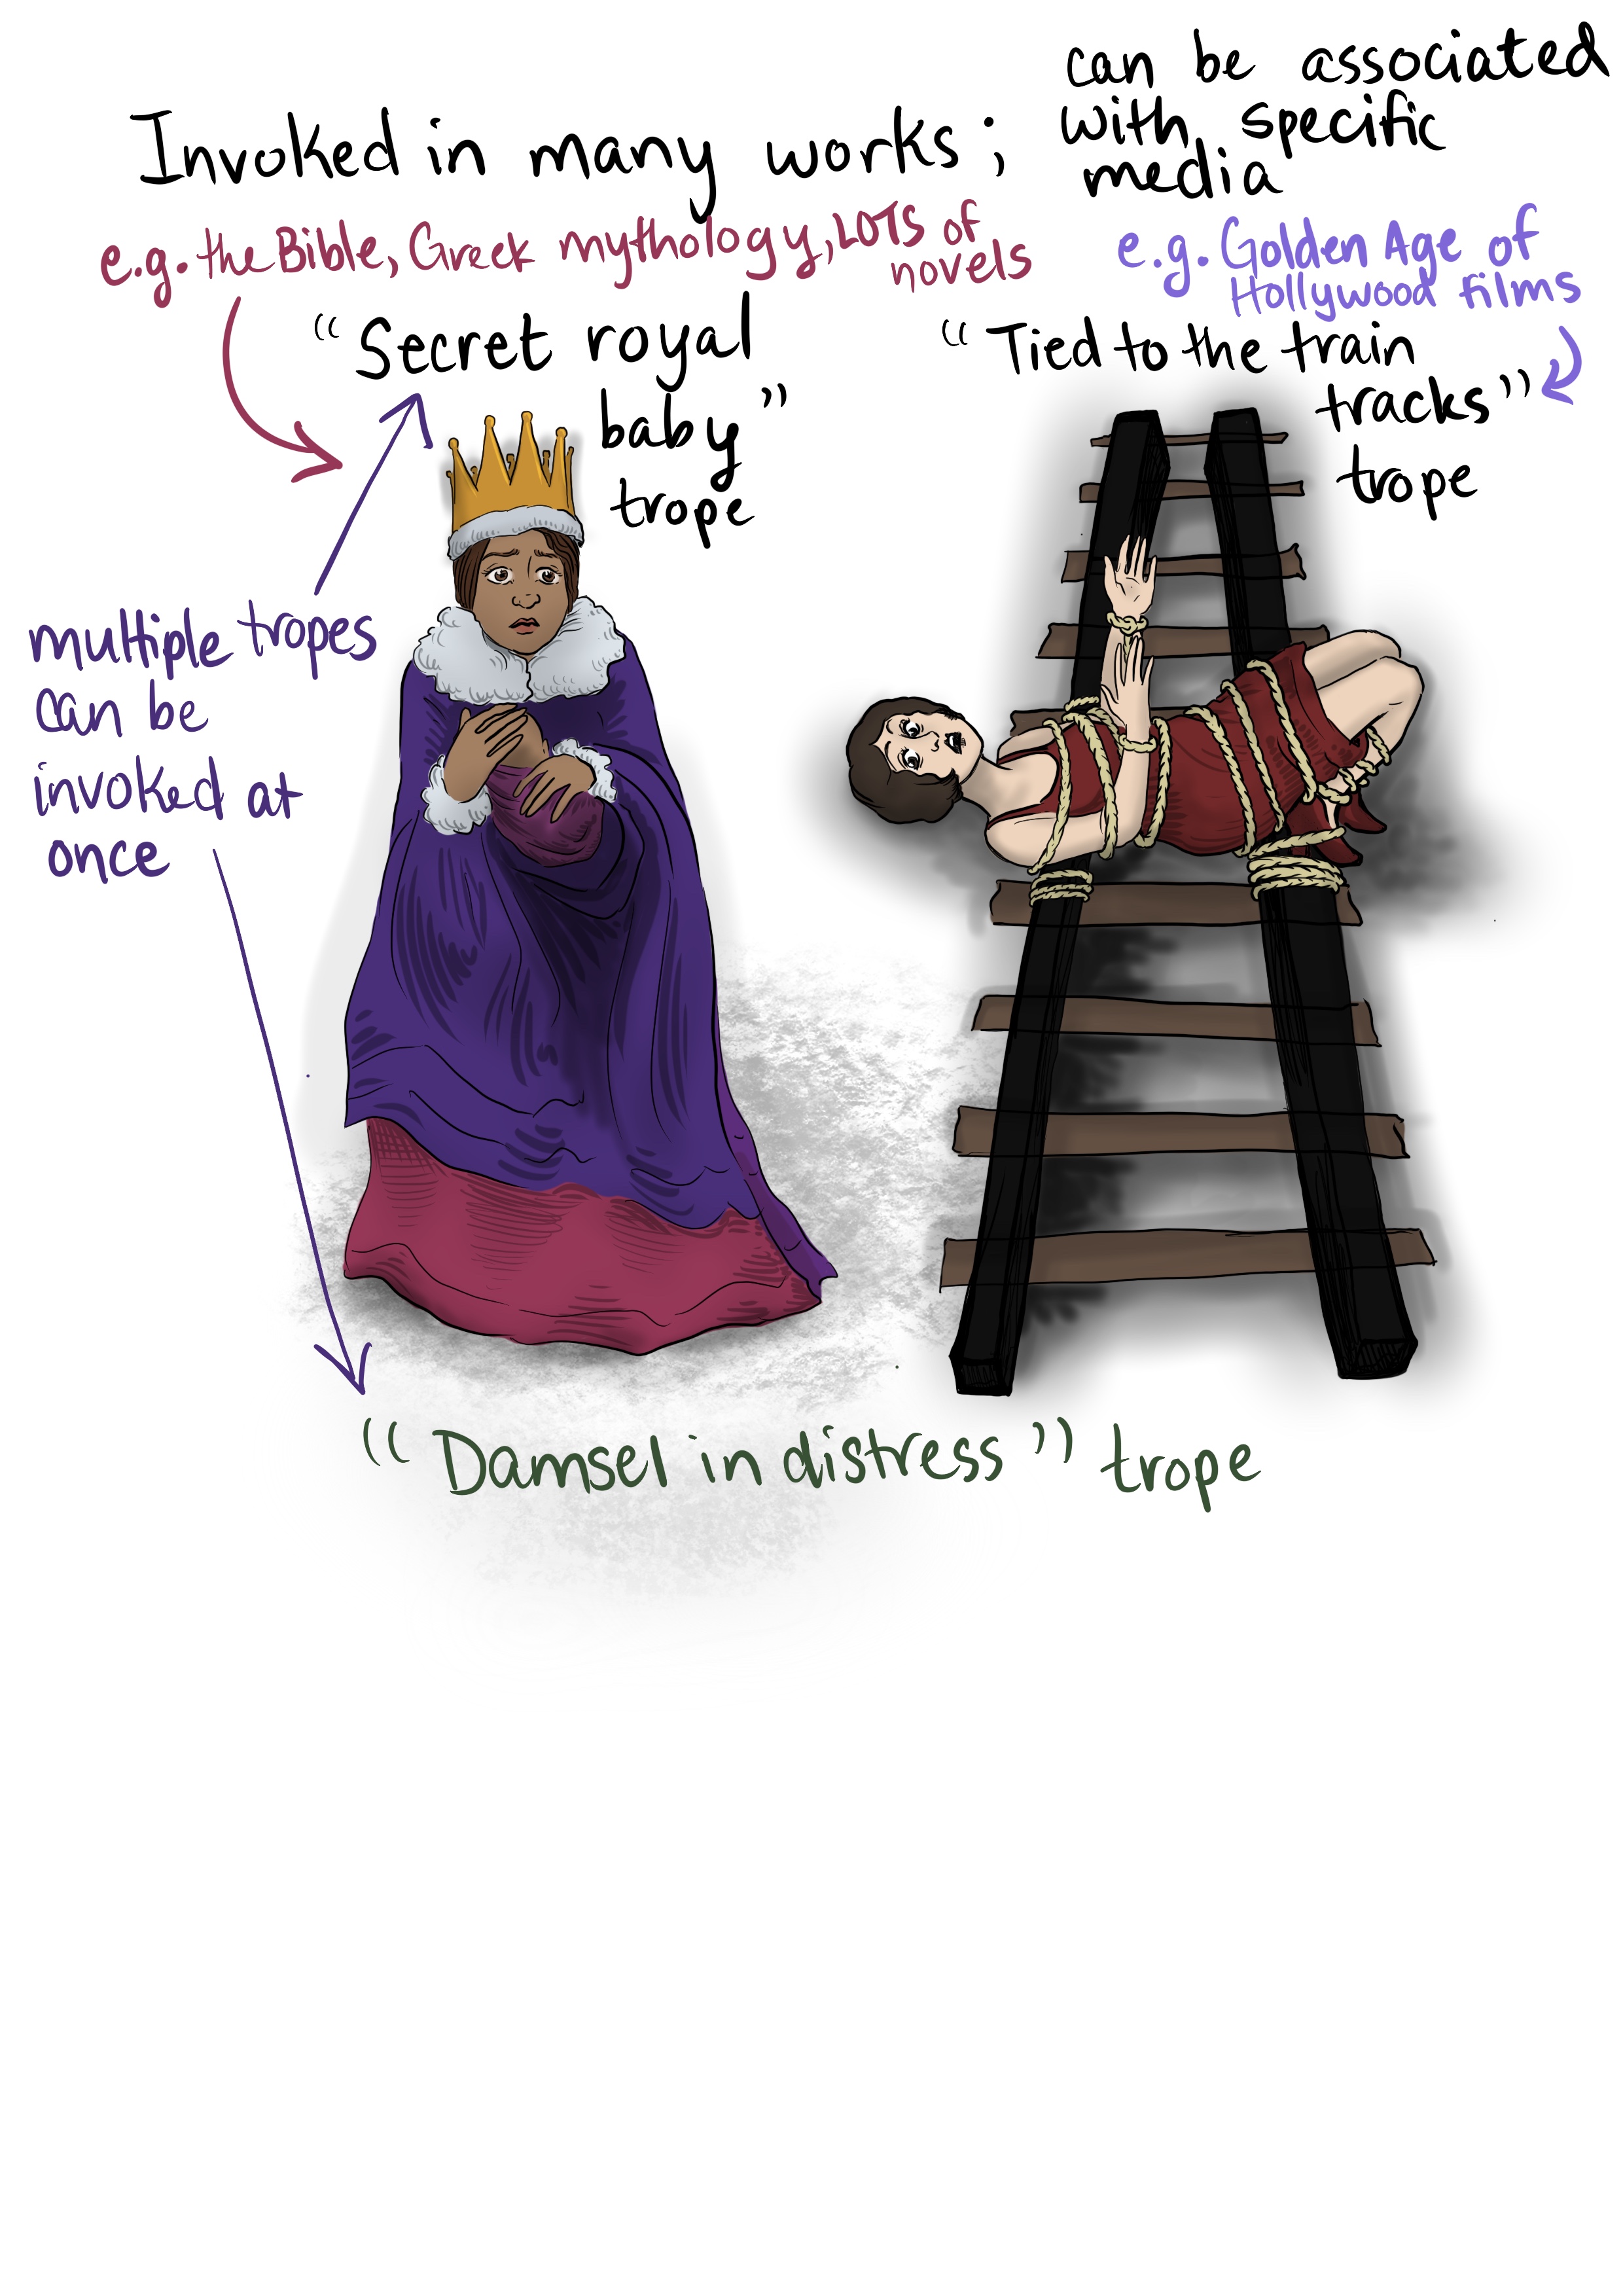 Invoked in many works;
e.g. the Bible, Greek mythology, LOTS of
novels
can be associated
with specific
media
e.g. Golden Age of
Hollywood films
"Secret royal
baby"
trope
"Tied to the train
tracks"
trope
multiple tropes
can be
invoked at
once
"Damsel in distress" trope